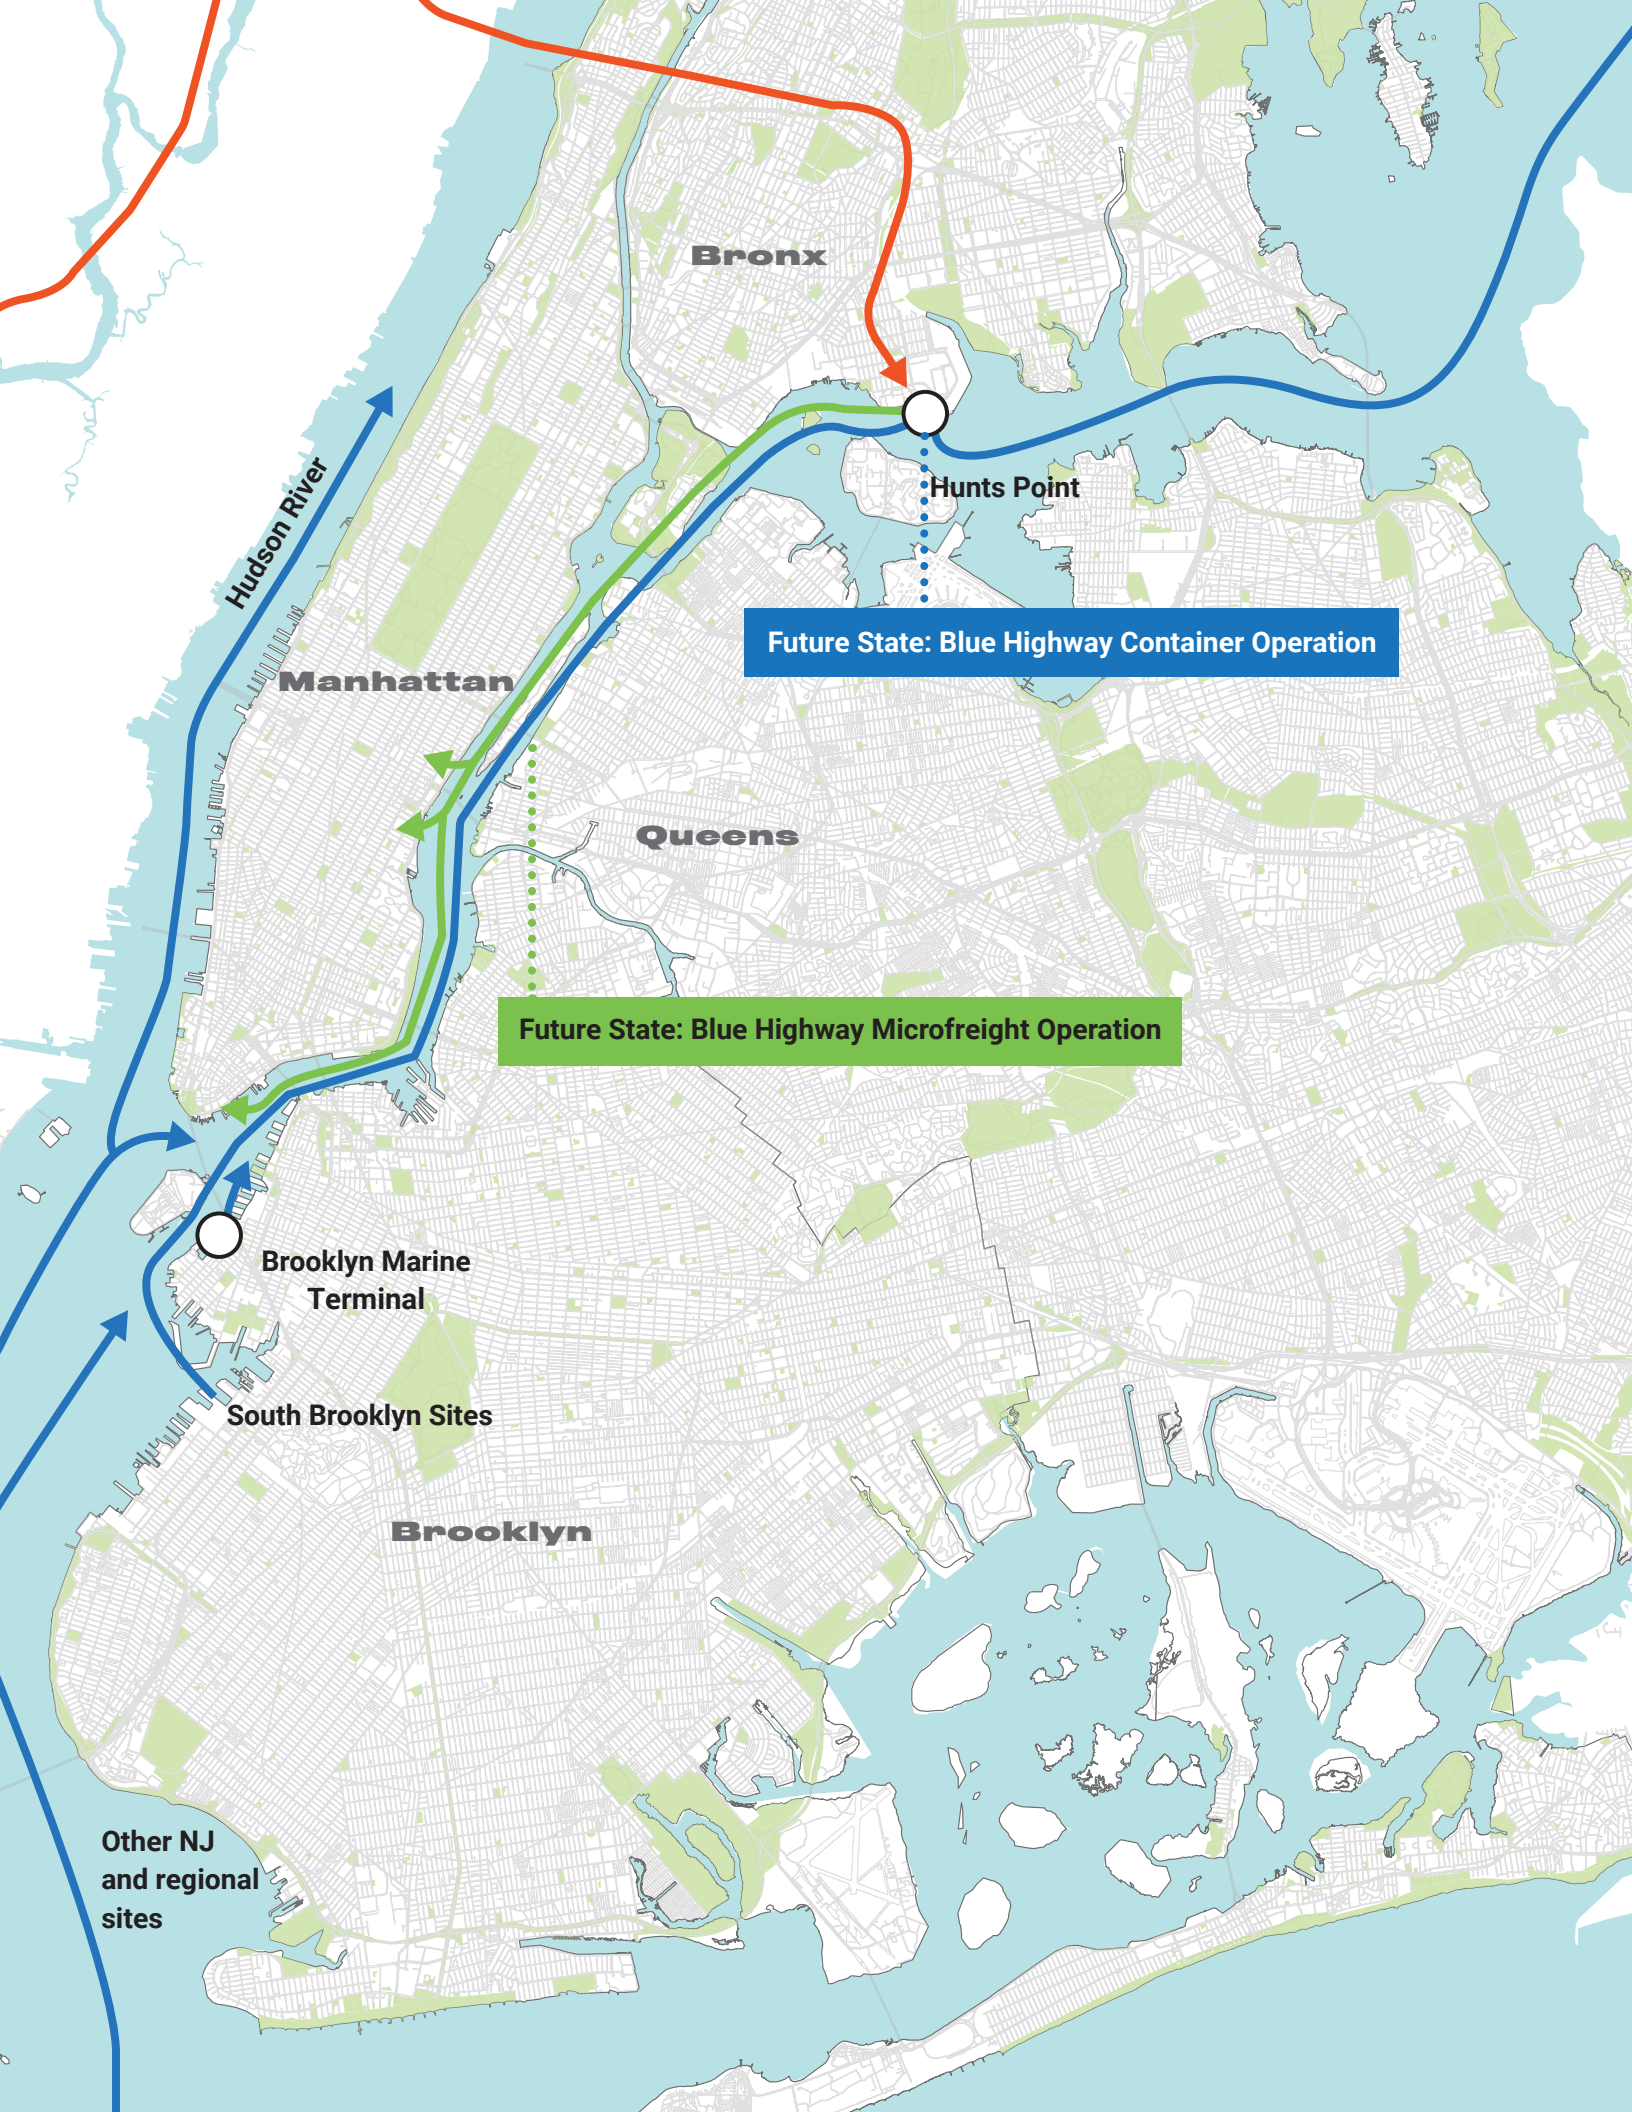 Bronx
Hudson River
Hunts Point
Future State: Blue Highway Container Operation
Manhattan
Queens
Future State: Blue Highway Microfreight Operation
Brooklyn Marine
Terminal
South Brooklyn Sites
Brooklyn
Other NJ
and regional
sites